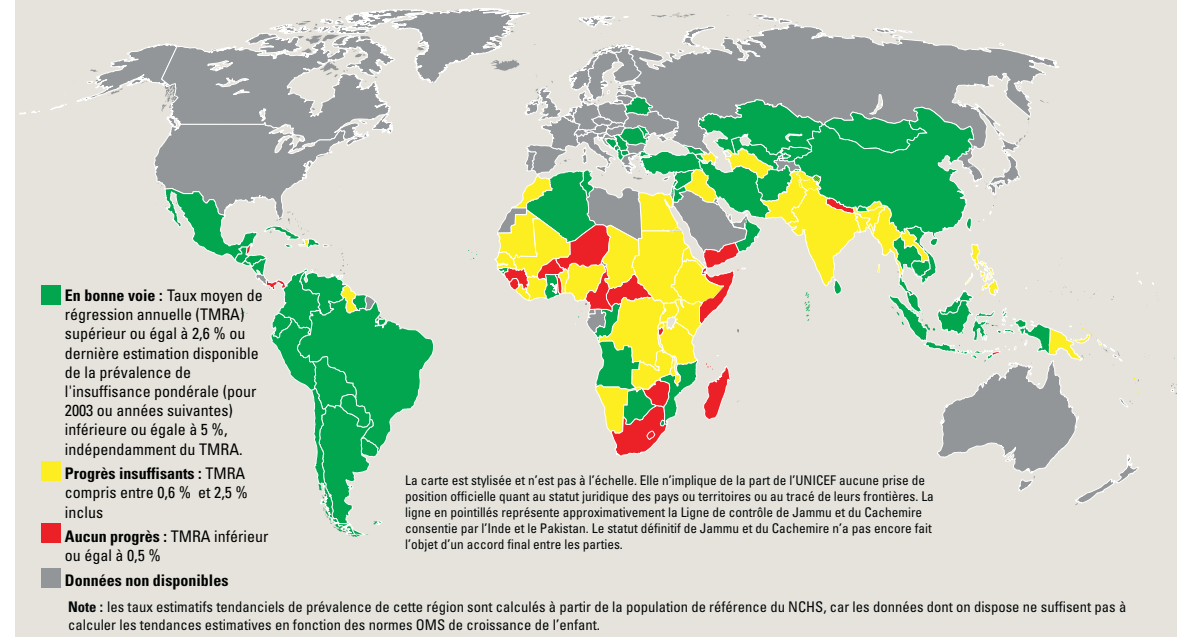 En bonne voie : Taux moyen de
régression annuelle (TMRA)
supérieur ou égal à 2,6 % ou
dernière estimation disponible
de la prévalence de
l'insuffisance pondérale (pour
2003 ou années suivantes)
inférieure ou égale à 5 %,
indépendamment du TMRA.
Progrès insuffisants : TMRA
compris entre 0,6 % et 2,5 %
inclus
Aucun progrès : TMRA inférieur
ou égal à 0,5 %
Données non disponibles
La carte est stylisée et n’est pas à l’échelle. Elle n’implique de la part de l’UNICEF aucune prise de
position officielle quant au statut juridique des pays ou territoires ou au tracé de leurs frontières. La
ligne en pointillés représente approximativement la Ligne de contrôle de Jammu et du Cachemire
consentie par l’Inde et le Pakistan. Le statut définitif de Jammu et du Cachemire n’a pas encore fait
l’objet d’un accord final entre les parties.
Note : les taux estimatifs tendanciels de prévalence de cette région sont calculés à partir de la population de référence du NCHS, car les données dont on dispose ne suffisent pas à
calculer les tendances estimatives en fonction des normes OMS de croissance de l’enfant.